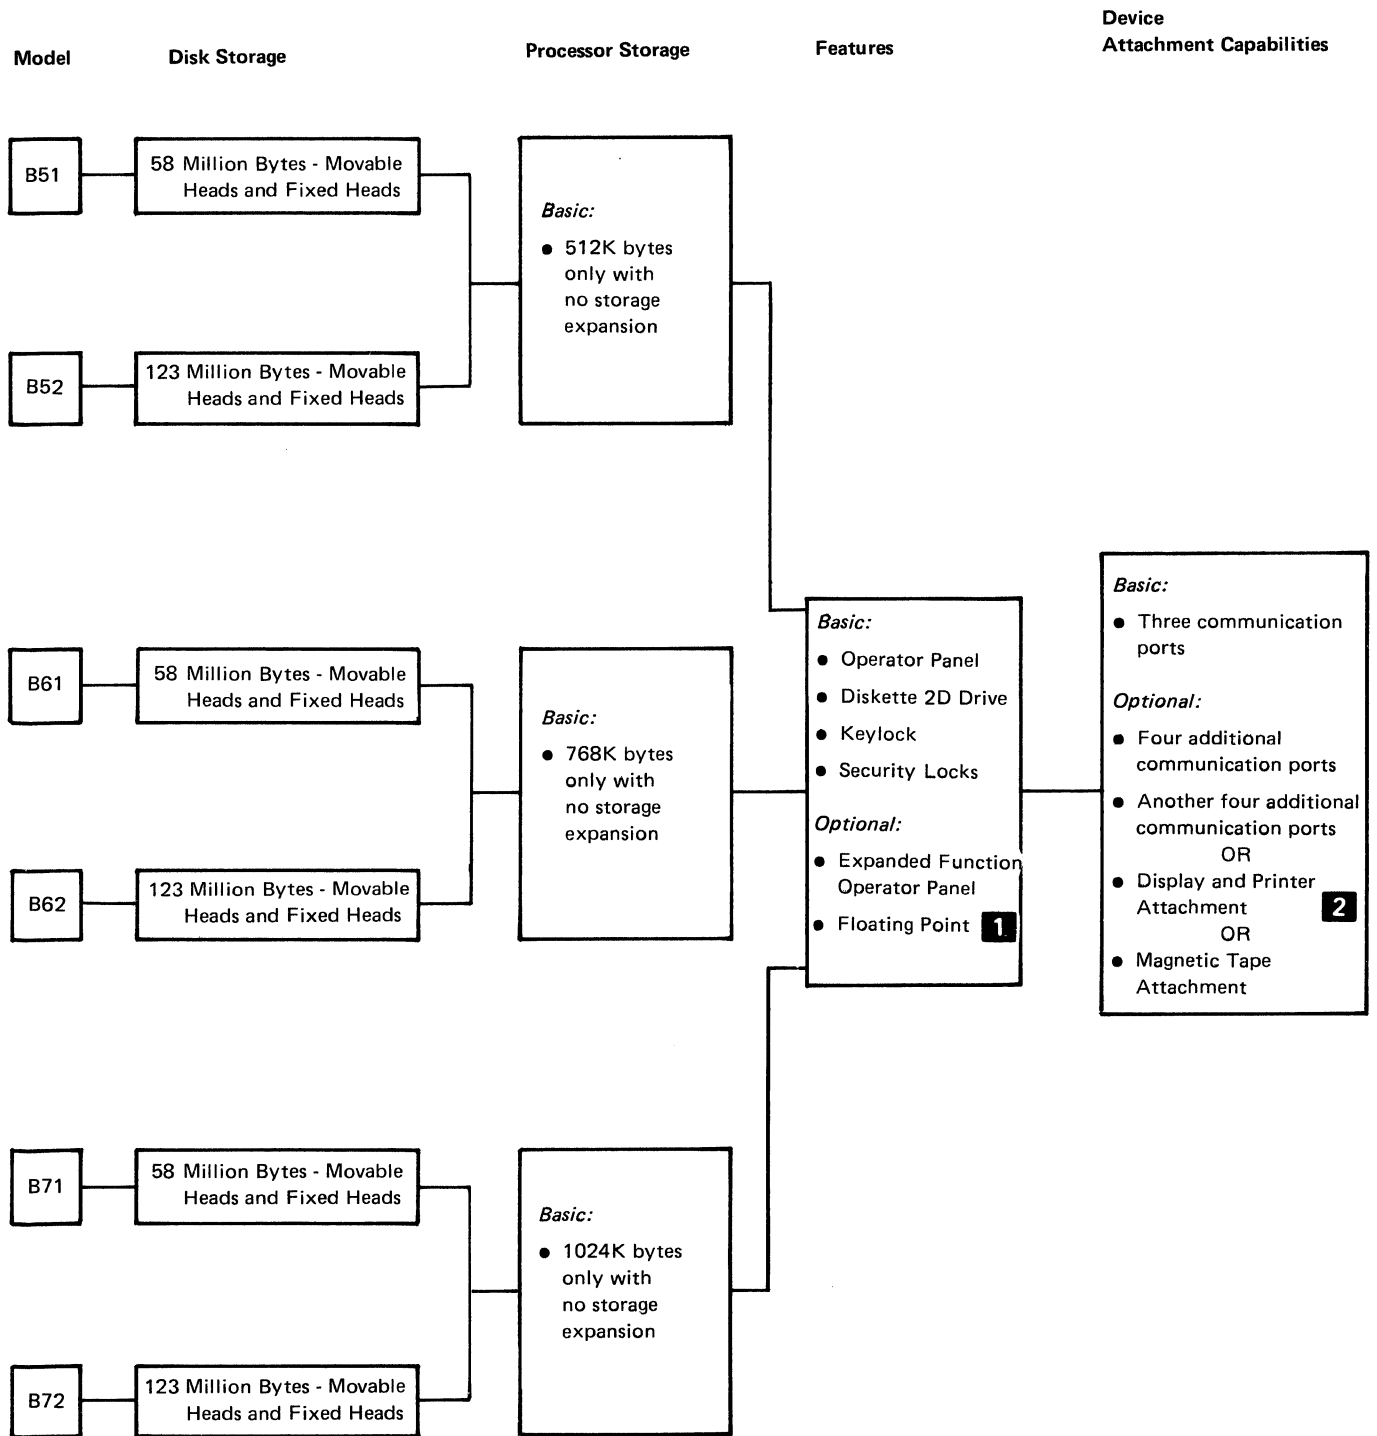 Model
Disk Storage
Processor Storage
Features
Device
Attachment Capabilities
B51
58 Million Bytes - Movable
Heads and Fixed Heads
B52
123 Million Bytes - Movable
Heads and Fixed Heads
Basic:
• 512K bytes
only with
no storage
expansion
B61
58 Million Bytes - Movable
Heads and Fixed Heads
B62
123 Million Bytes - Movable
Heads and Fixed Heads
Basic:
• 768K bytes
only with
no storage
expansion
B71
58 Million Bytes - Movable
Heads and Fixed Heads
B72
123 Million Bytes - Movable
Heads and Fixed Heads
Basic:
• 1024K bytes
only with
no storage
expansion
Basic:
• Operator Panel
• Diskette 2D Drive
• Keylock
• Security Locks
Optional:
• Expanded Function
Operator Panel
• Floating Point 1
Basic:
• Three communication
ports
Optional:
• Four additional
communication ports
• Another four additional
communication ports
OR
• Display and Printer
Attachment 2
OR
• Magnetic Tape
Attachment